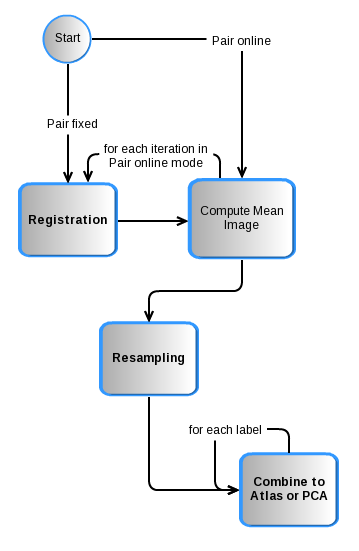 Start
Pair online
Pair fixed
for each iteration in
Pair online mode
Registration
Compute Mean
Image
Resampling
for each label
Combine to
Atlas or PCA